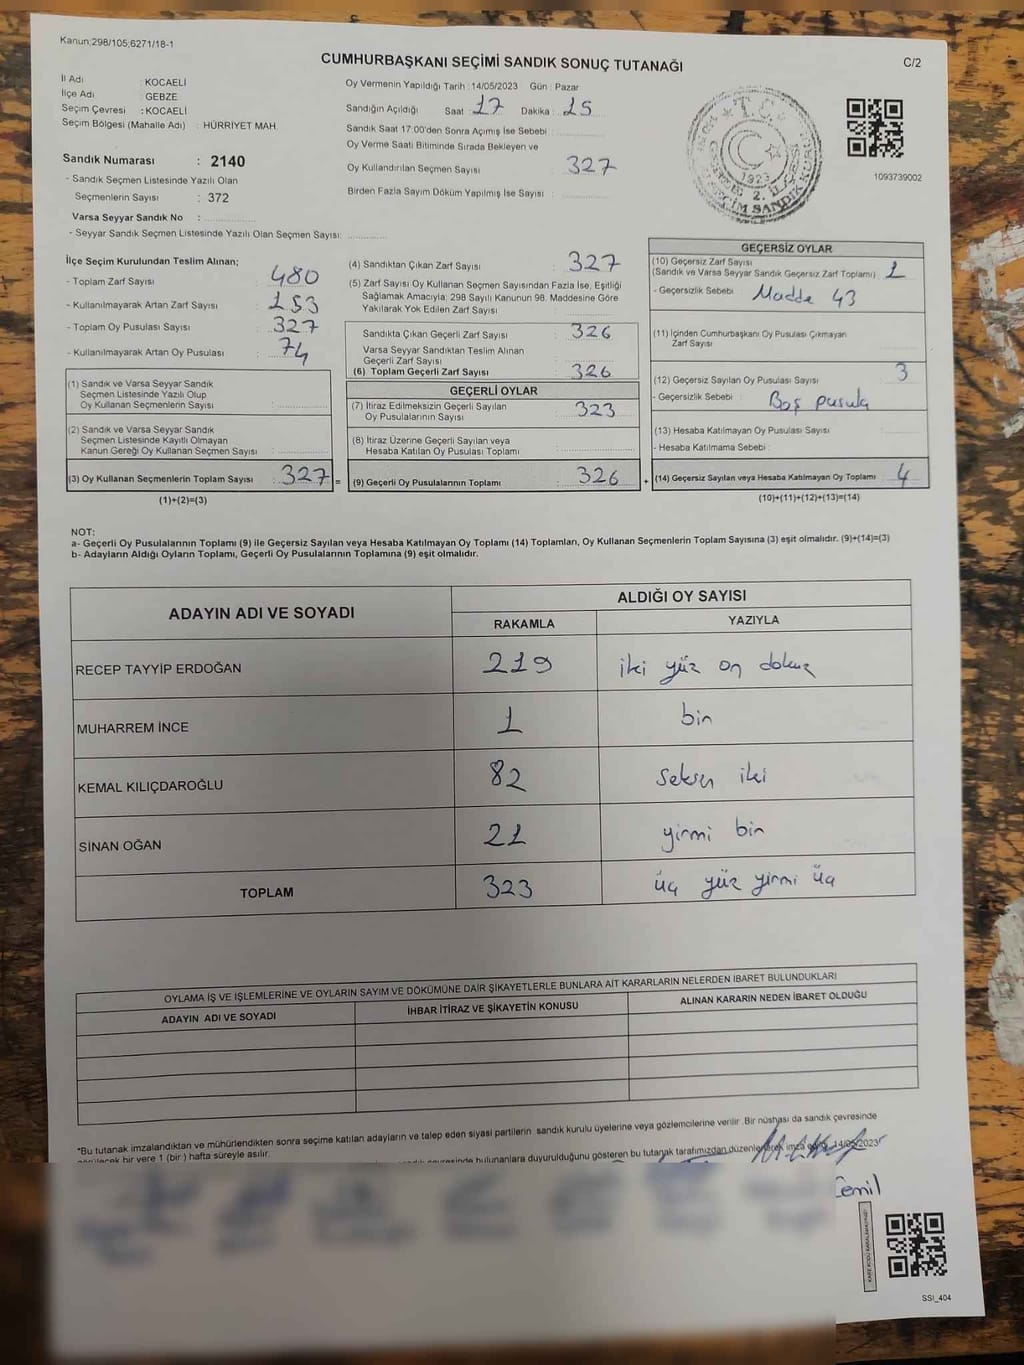 Kanun;298/105;6271/18-1
CUMHURBAŞKANI SEÇİMİ SANDIK SONUÇ TUTANAĞI
C/2
İl Adı : KOCAELİ
İlçe Adı : GEBZE
Seçim Çevresi : KOCAELİ
Seçim Bölgesi (Mahalle Adı) : HÜRRİYET MAH.
Sandık Numarası : 2140
- Sandık Seçmen Listesinde Yazılı Olan
Seçmenlerin Sayısı : 372
Varsa Seyyar Sandık No :
- Seyyar Sandık Seçmen Listesinde Yazılı Olan Seçmen Sayısı:
Oy Vermenin Yapıldığı Tarih :14/05/2023 Gün : Pazar
Sandığın Açıldığı Saat : 17 Dakika : 15
Sandık Saat 17:00'den Sonra Açımış İse Sebebi :
Oy Verme Saati Bitiminde Sırada Bekleyen ve
Oy Kullandırılan Seçmen Sayısı : 327
Birden Fazla Sayım Döküm Yapılmış İse Sayısı :
T.C.
1923
1093739002
İlçe Seçim Kurulundan Teslim Alınan;
- Toplam Zarf Sayısı : 480
- Kullanılmayarak Artan Zarf Sayısı : 153
- Toplam Oy Pusulası Sayısı : 327
- Kullanılmayarak Artan Oy Pusulası : 74
(1) Sandık ve Varsa Seyyar Sandık
Seçmen Listesinde Yazılı Olup
Oy Kullanan Seçmenlerin Sayısı :
(2) Sandık ve Varsa Seyyar Sandık
Seçmen Listesinde Kayıtlı Olmayan
Kanun Gereği Oy Kullanan Seçmen Sayısı :
(3) Oy Kullanan Seçmenlerin Toplam Sayısı : 327 =
(1)+(2)=(3)
(4) Sandıktan Çıkan Zarf Sayısı : 327
(5) Zarf Sayısı Oy Kullanan Seçmen Sayısından Fazla İse, Eşitliği
Sağlamak Amacıyla; 298 Sayılı Kanunun 98. Maddesine Göre
Yakılarak Yok Edilen Zarf Sayısı :
Sandıkta Çıkan Geçerli Zarf Sayısı : 326
Varsa Seyyar Sandıktan Teslim Alınan
Geçerli Zarf Sayısı :
(6) Toplam Geçerli Zarf Sayısı : 326
GEÇERLİ OYLAR
(7) İtiraz Edilmeksizin Geçerli Sayılan
Oy Pusulalarının Sayısı : 323
(8) İtiraz Üzerine Geçerli Sayılan veya
Hesaba Katılan Oy Pusulası Toplamı :
(9) Geçerli Oy Pusulalarının Toplamı : 326 +
GEÇERSİZ OYLAR
(10) Geçersiz Zarf Sayısı
(Sandık ve Varsa Seyyar Sandık Geçersiz Zarf Toplamı) : 1
- Geçersizlik Sebebi : Madde 43
(11) İçinden Cumhurbaşkanı Oy Pusulası Çıkmayan
Zarf Sayısı
(12) Geçersiz Sayılan Oy Pusulası Sayısı : 3
- Geçersizlik Sebebi : Boş pusula
(13) Hesaba Katılmayan Oy Pusulası Sayısı :
- Hesaba Katılmama Sebebi :
(14) Geçersiz Sayılan veya Hesaba Katılmayan Oy Toplamı : 4
(10)+(11)+(12)+(13)=(14)
NOT:
a- Geçerli Oy Pusulalarının Toplamı (9) ile Geçersiz Sayılan veya Hesaba Katılmayan Oy Toplamı (14) Toplamları, Oy Kullanan Seçmenlerin Toplam Sayısına (3) eşit olmalıdır. (9)+(14)=(3)
b- Adayların Aldığı Oyların Toplamı, Geçerli Oy Pusulalarının Toplamına (9) eşit olmalıdır.
ADAYIN ADI VE SOYADI
ALDIĞI OY SAYISI
RAKAMLA YAZIYLA
RECEP TAYYİP ERDOĞAN 219 iki yüz on dokuz
MUHARREM İNCE 1 bir
KEMAL KILIÇDAROĞLU 82 seksen iki
SİNAN OĞAN 21 yirmi bir
TOPLAM 323 üç yüz yirmi üç
OYLAMA İŞ VE İŞLEMLERİNE VE OYLARIN SAYIM VE DÖKÜMÜNE DAİR ŞİKAYETLERLE BUNLARA AİT KARARLARIN NELERDEN İBARET BULUNDUKLARI
ADAYIN ADI VE SOYADI İHBAR İTİRAZ VE ŞİKAYETİN KONUSU ALINAN KARARIN NEDEN İBARET OLDUĞU
*Bu tutanak imzalandıktan ve mühürlendikten sonra seçime katılan adayların ve talep eden siyasi partilerin sandık kurulu üyelerine veya gözlemcilerine verilir. Bir nüshası da sandık çevresinde
bir yere 1 (bir) hafta süreyle asılır.
bulunanlara duyurulduğunu gösteren bu tutanak tarafımızdan düzenlenerek imza edildi. 14/05/2023
Cemil
SSI_404